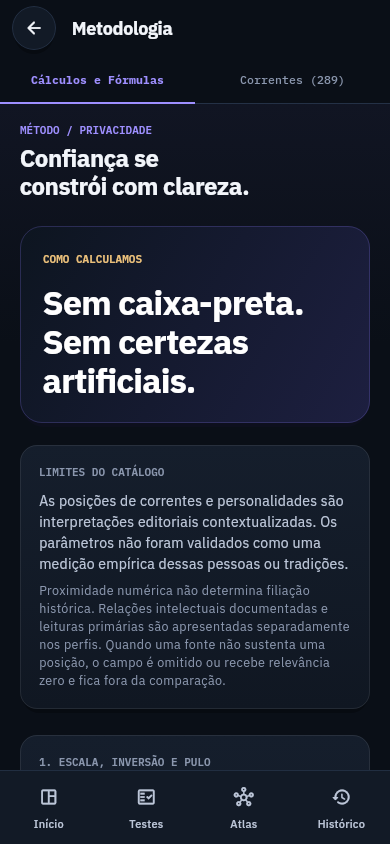 Metodologia
Cálculos e Fórmulas
Correntes (289)
MÉTODO / PRIVACIDADE
Confiança se
constrói com clareza.
COMO CALCULAMOS
Sem caixa-preta.
Sem certezas
artificiais.
LIMITES DO CATÁLOGO
As posições de correntes e personalidades são
interpretações editoriais contextualizadas. Os
parâmetros não foram validados como uma
medição empírica dessas pessoas ou tradições.
Proximidade numérica não determina filiação
histórica. Relações intelectuais documentadas e
leituras primárias são apresentadas separadamente
nos perfis. Quando uma fonte não sustenta uma
posição, o campo é omitido ou recebe relevância
zero e fica fora da comparação.
1. ESCALA, INVERSÃO E PULO
Início
Testes
Atlas
Histórico